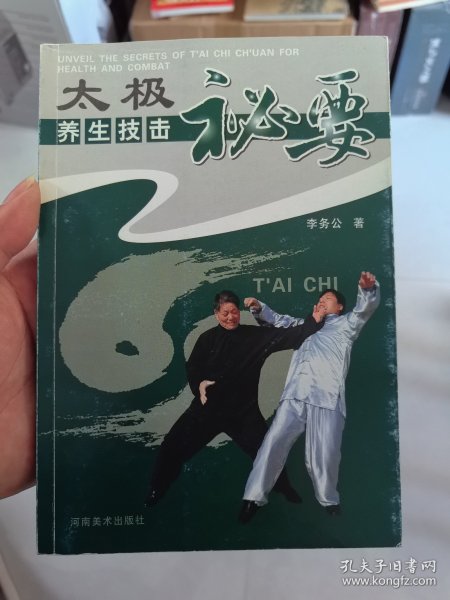 UNVEIL THE SECRETS OF T'AI CHI CH'UAN FOR
HEALTH AND COMBAT
太极
养生技击
祕要
李务公 著
T'AI CHI
河南美术出版社
孔夫子旧书网
www.kongfz.com